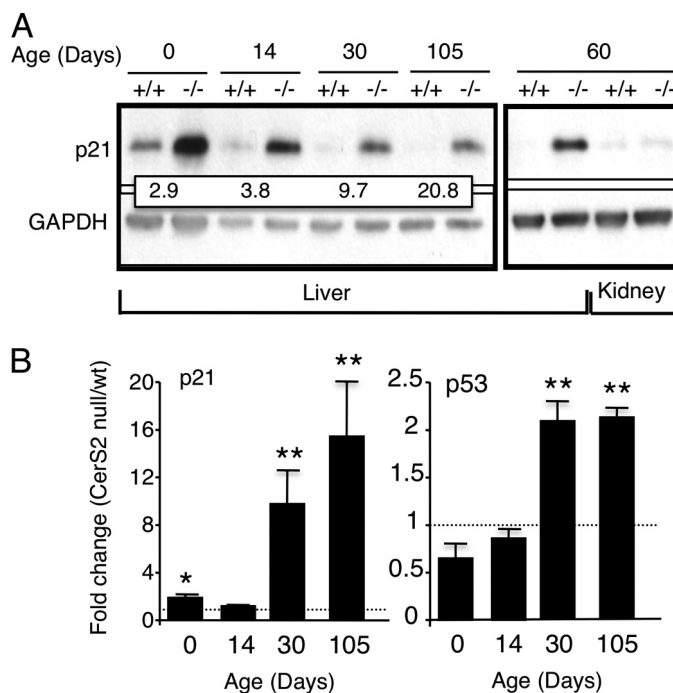 A
Age (Days) 0 14 30 105 60
+/+ -/- +/+ -/- +/+ -/- +/+ -/- +/+ -/- +/+ -/-
p21
2.9 3.8 9.7 20.8
GAPDH
Liver Kidney
B
Fold change (CerS2 null/wt)
p21
20
16
12
8
4
0
* ** **
0 14 30 105
Age (Days)
p53
2.5
2
1.5
1
0.5
0
** **
0 14 30 105
Age (Days)